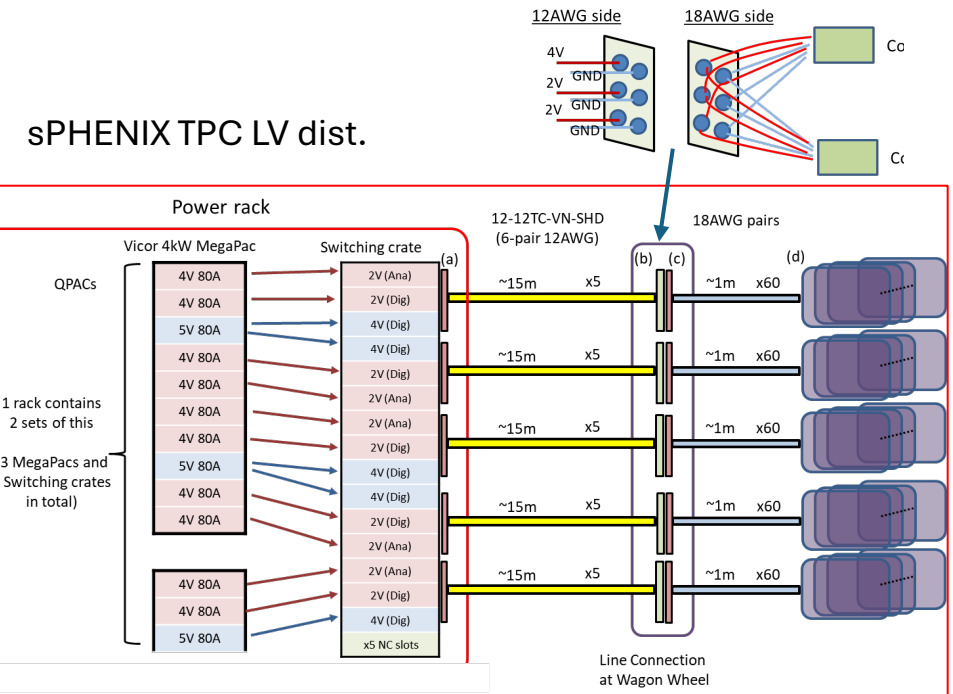 12AWG side
18AWG side
4V
GND
2V
GND
2V
GND
Co
Co
sPHENIX TPC LV dist.
Power rack
12-12TC-VN-SHD
(6-pair 12AWG)
18AWG pairs
Vicor 4kW MegaPac
Switching crate
(a)
(b)
(c)
(d)
QPACs
1 rack contains
2 sets of this
3 MegaPacs and
Switching crates
in total)
4V 80A
4V 80A
5V 80A
4V 80A
4V 80A
4V 80A
4V 80A
5V 80A
4V 80A
4V 80A
4V 80A
4V 80A
5V 80A
2V (Ana)
2V (Dig)
4V (Dig)
4V (Dig)
2V (Dig)
2V (Ana)
2V (Ana)
2V (Dig)
4V (Dig)
4V (Dig)
2V (Dig)
2V (Ana)
2V (Ana)
2V (Dig)
4V (Dig)
x5 NC slots
~15m x5 ~1m x60
~15m x5 ~1m x60
~15m x5 ~1m x60
~15m x5 ~1m x60
~15m x5 ~1m x60
Line Connection
at Wagon Wheel